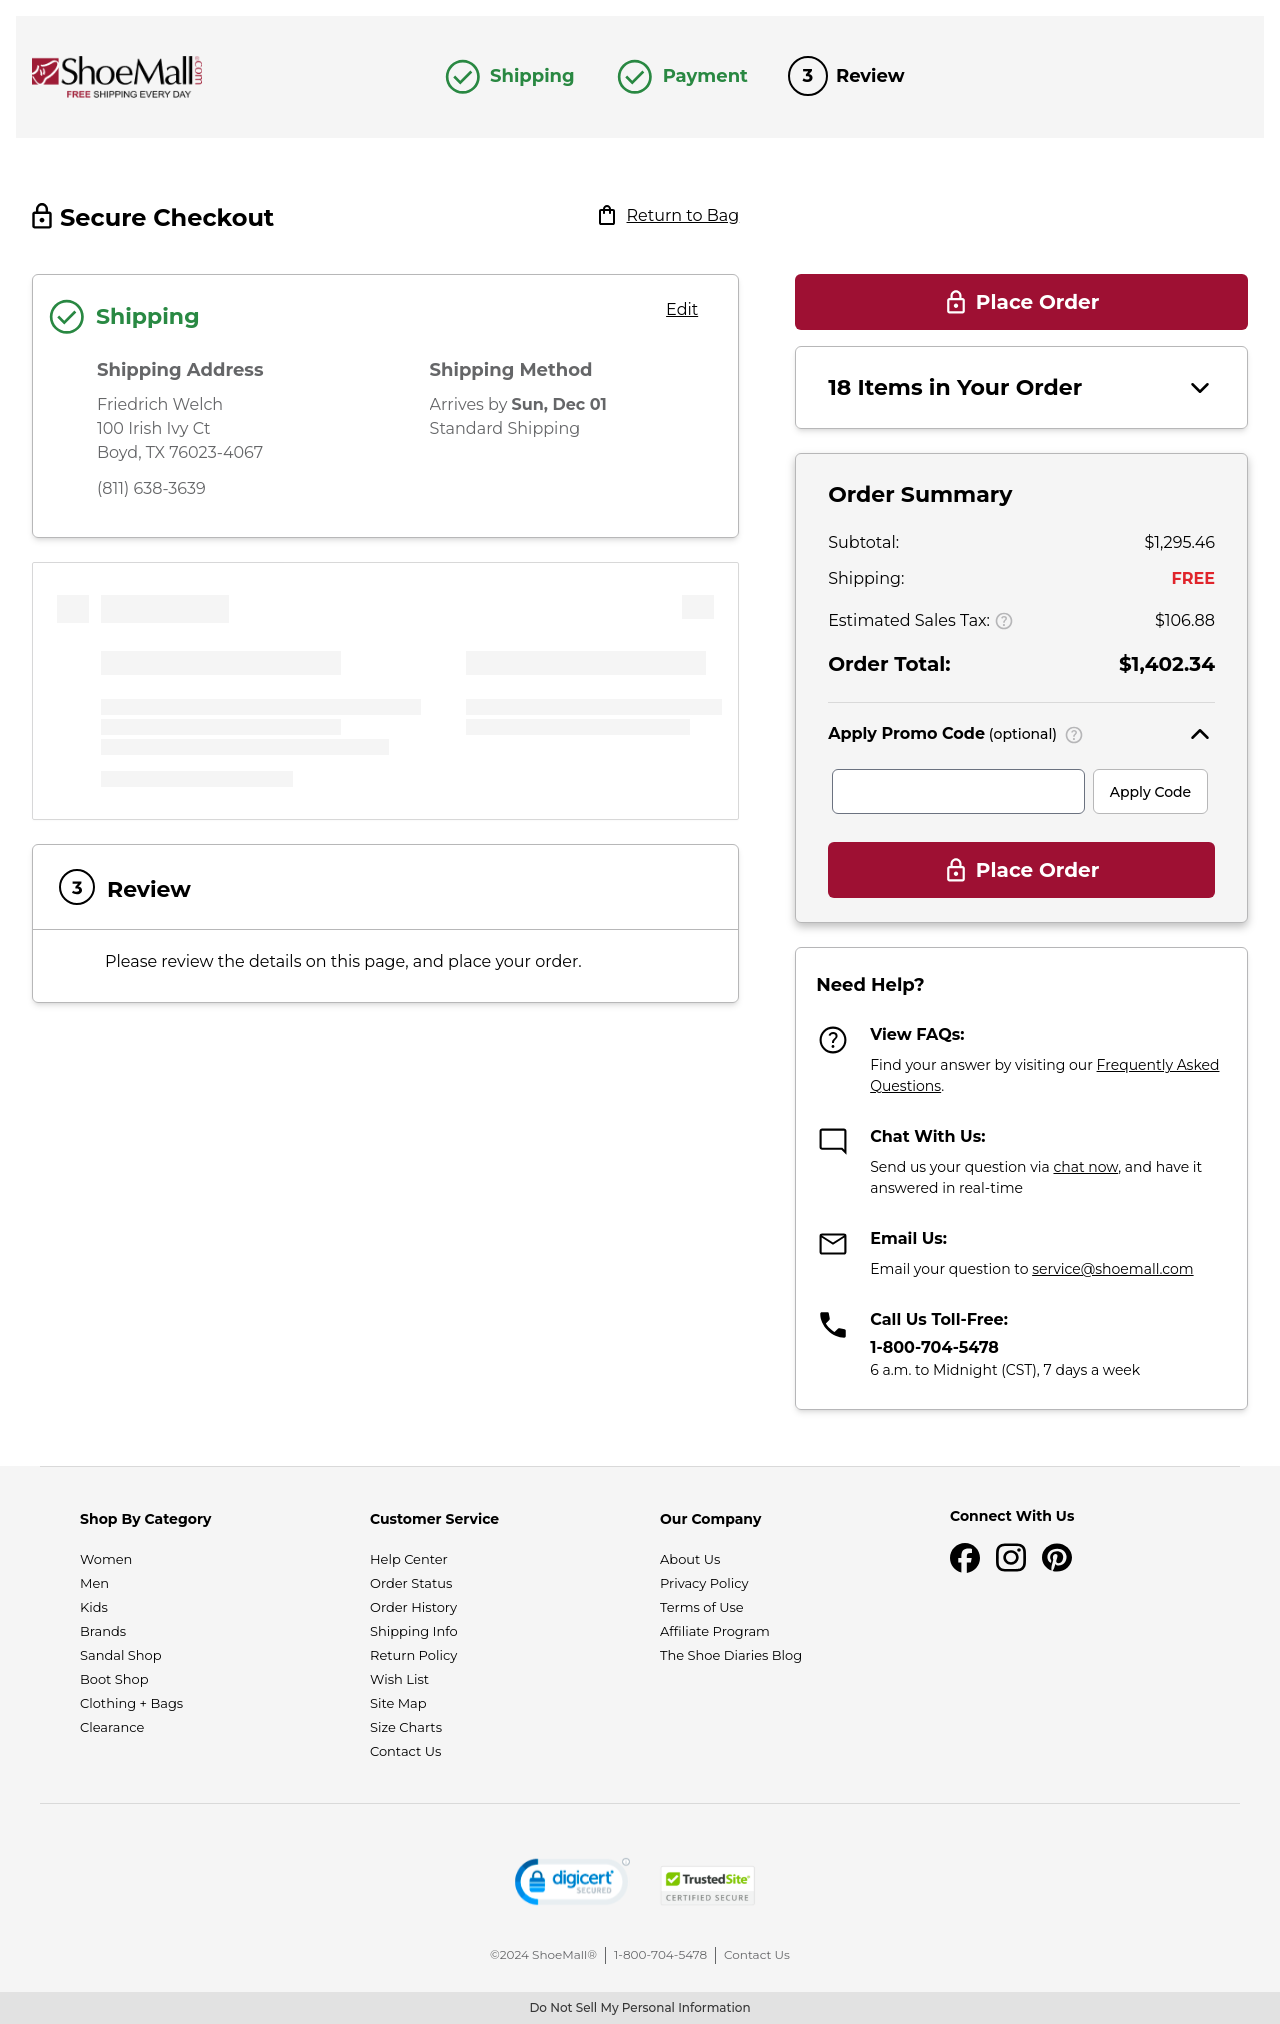 ShoeMall.com
FREE SHIPPING EVERY DAY
Shipping
Payment
3 Review
Secure Checkout
Return to Bag
Shipping
Edit
Shipping Address
Friedrich Welch
100 Irish Ivy Ct
Boyd, TX 76023-4067
(811) 638-3639
Shipping Method
Arrives by Sun, Dec 01
Standard Shipping
3 Review
Please review the details on this page, and place your order.
Place Order
18 Items in Your Order
Order Summary
Subtotal: $1,295.46
Shipping: FREE
Estimated Sales Tax: ? $106.88
Order Total: $1,402.34
Apply Promo Code (optional) ?
Apply Code
Place Order
Need Help?
View FAQs:
Find your answer by visiting our Frequently Asked
Questions.
Chat With Us:
Send us your question via chat now, and have it
answered in real-time
Email Us:
Email your question to service@shoemall.com
Call Us Toll-Free:
1-800-704-5478
6 a.m. to Midnight (CST), 7 days a week
Shop By Category
Women
Men
Kids
Brands
Sandal Shop
Boot Shop
Clothing + Bags
Clearance
Customer Service
Help Center
Order Status
Order History
Shipping Info
Return Policy
Wish List
Site Map
Size Charts
Contact Us
Our Company
About Us
Privacy Policy
Terms of Use
Affiliate Program
The Shoe Diaries Blog
Connect With Us
digicert
SECURED
TrustedSite
CERTIFIED SECURE
©2024 ShoeMall® | 1-800-704-5478 | Contact Us
Do Not Sell My Personal Information